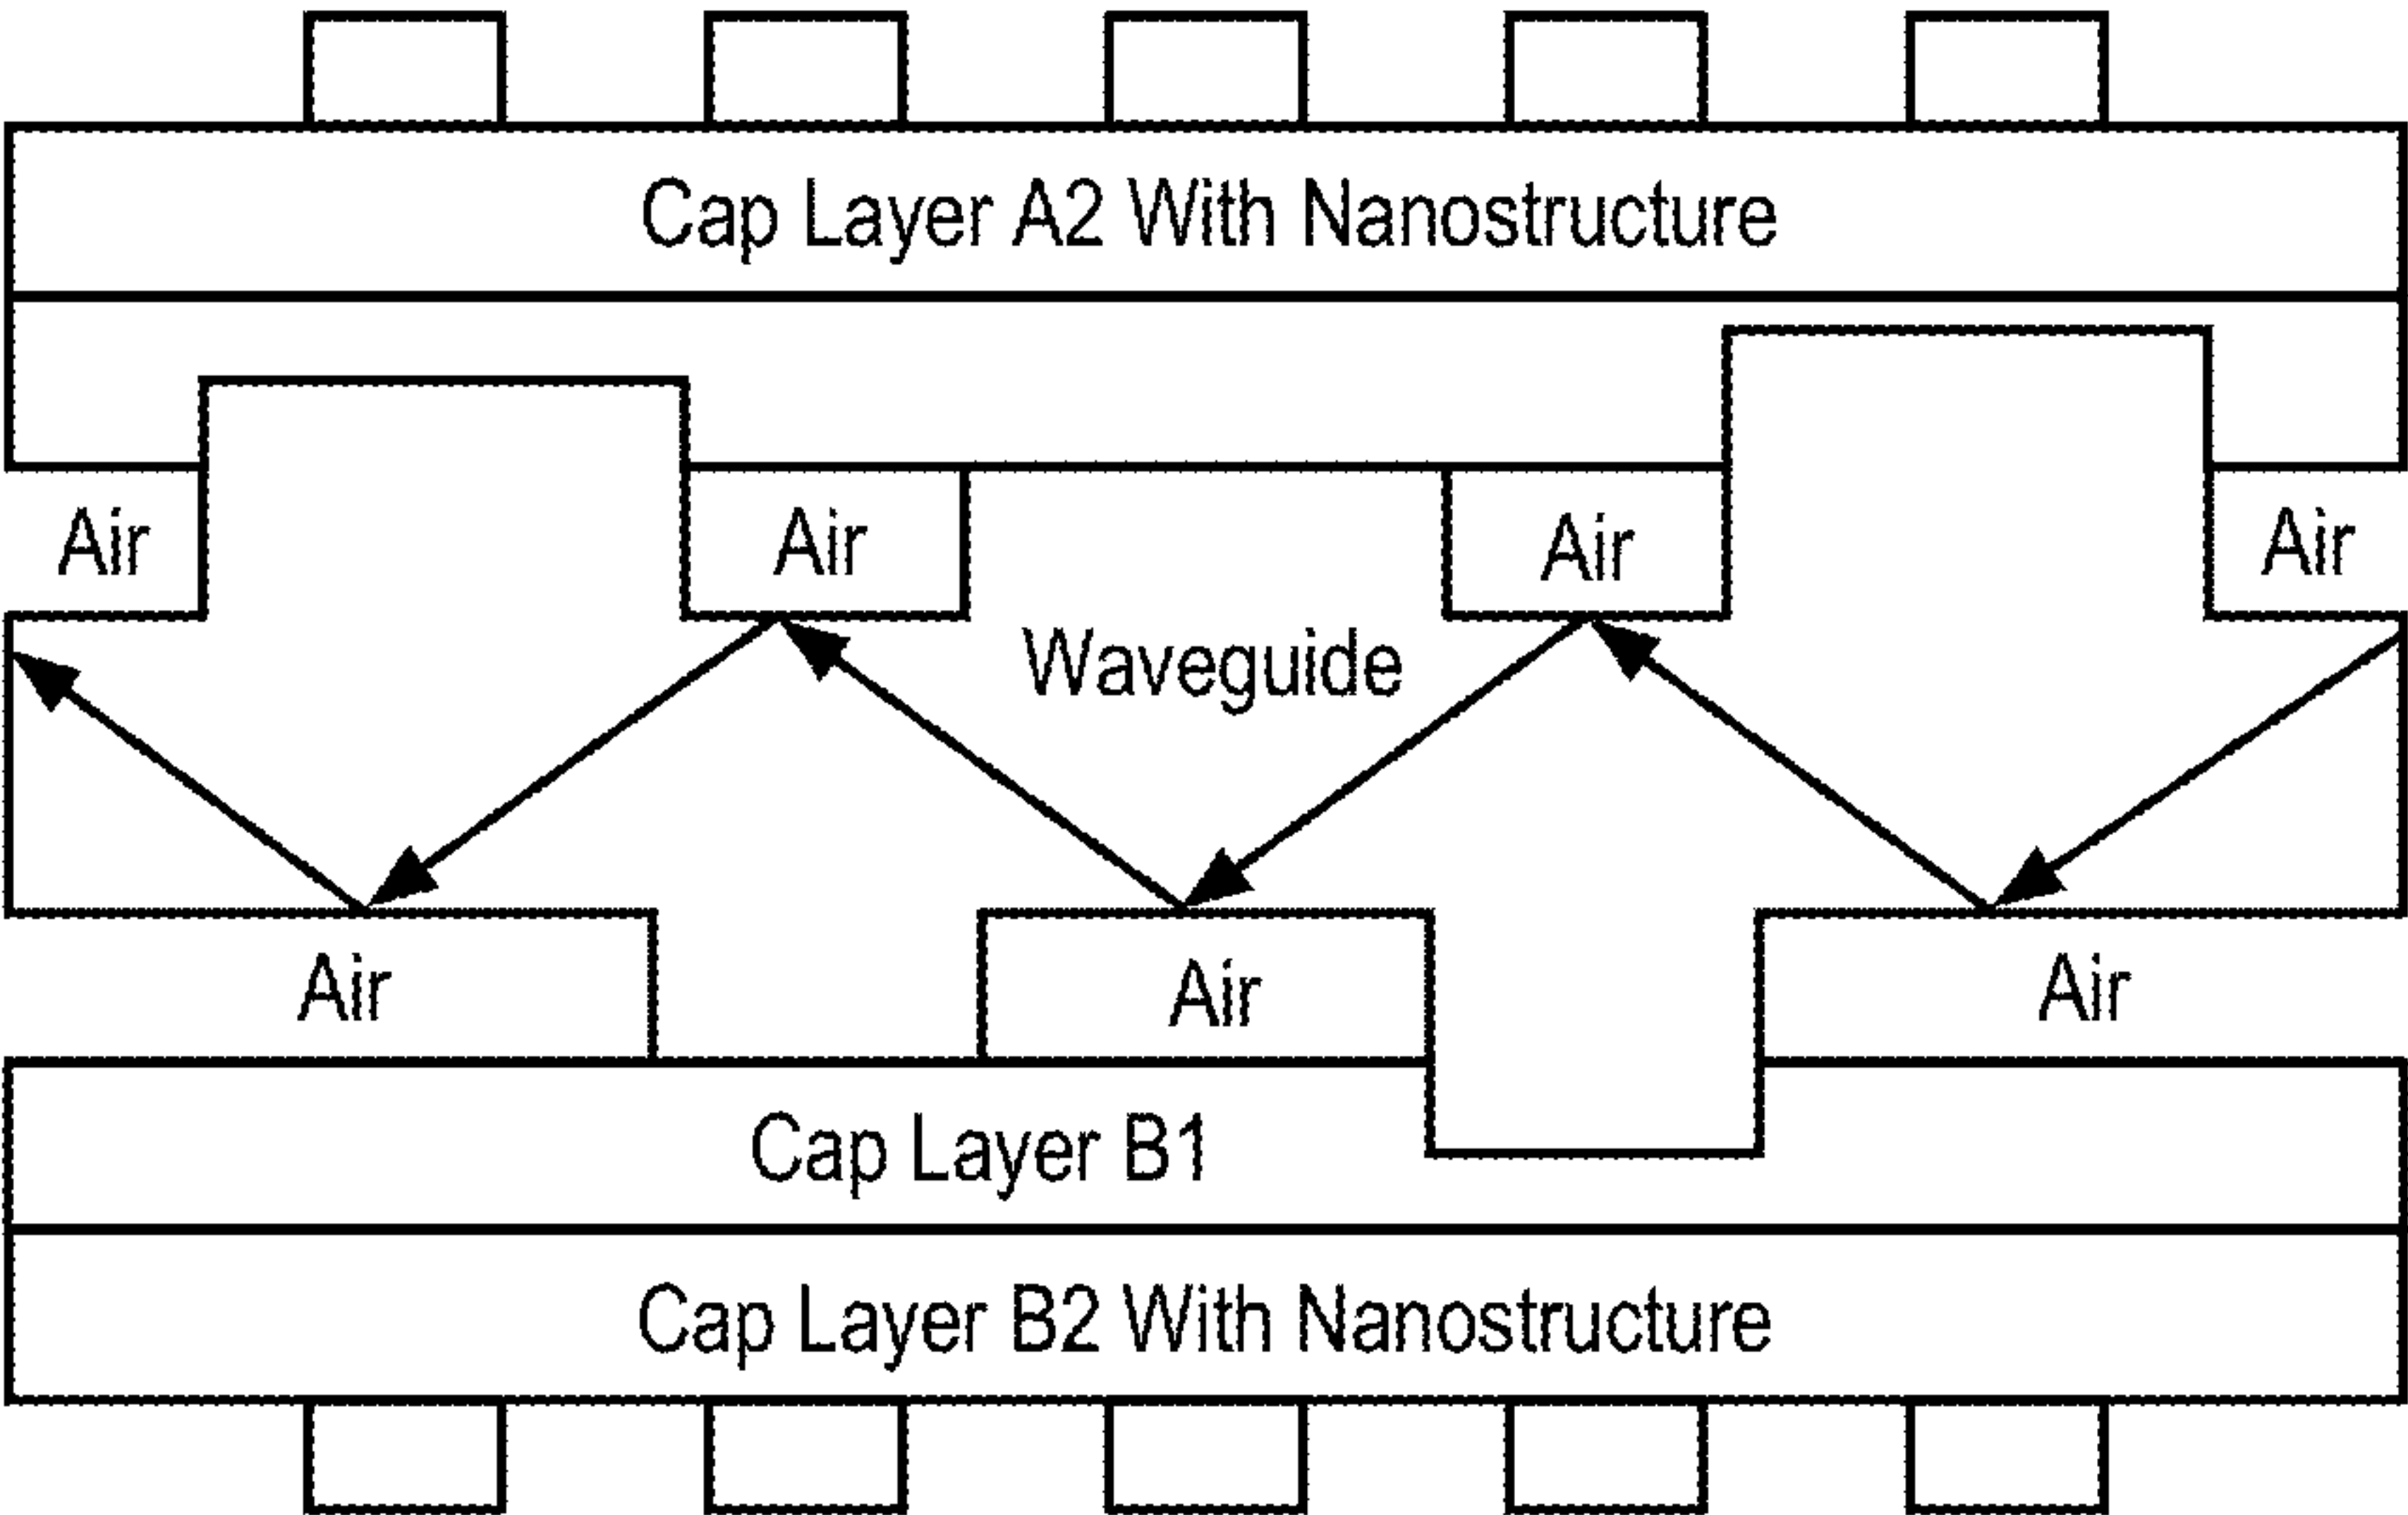 Cap Layer A2 With Nanostructure
Air
Air
Air
Air
Waveguide
Air
Air
Air
Cap Layer B1
Cap Layer B2 With Nanostructure